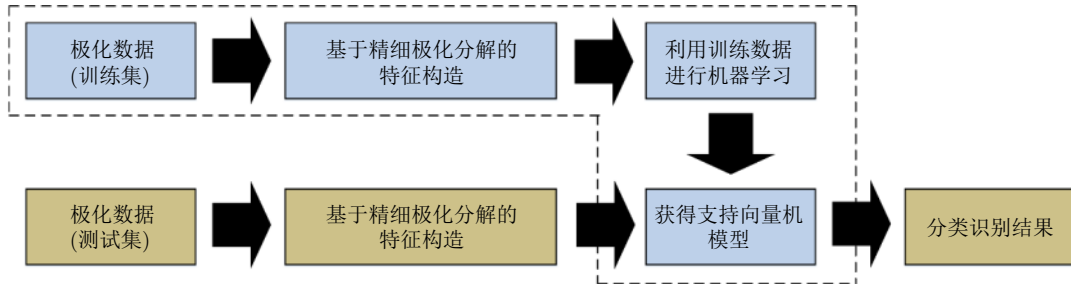 极化数据
(训练集)
基于精细极化分解的
特征构造
利用训练数据
进行机器学习
极化数据
(测试集)
基于精细极化分解的
特征构造
获得支持向量机
模型
分类识别结果